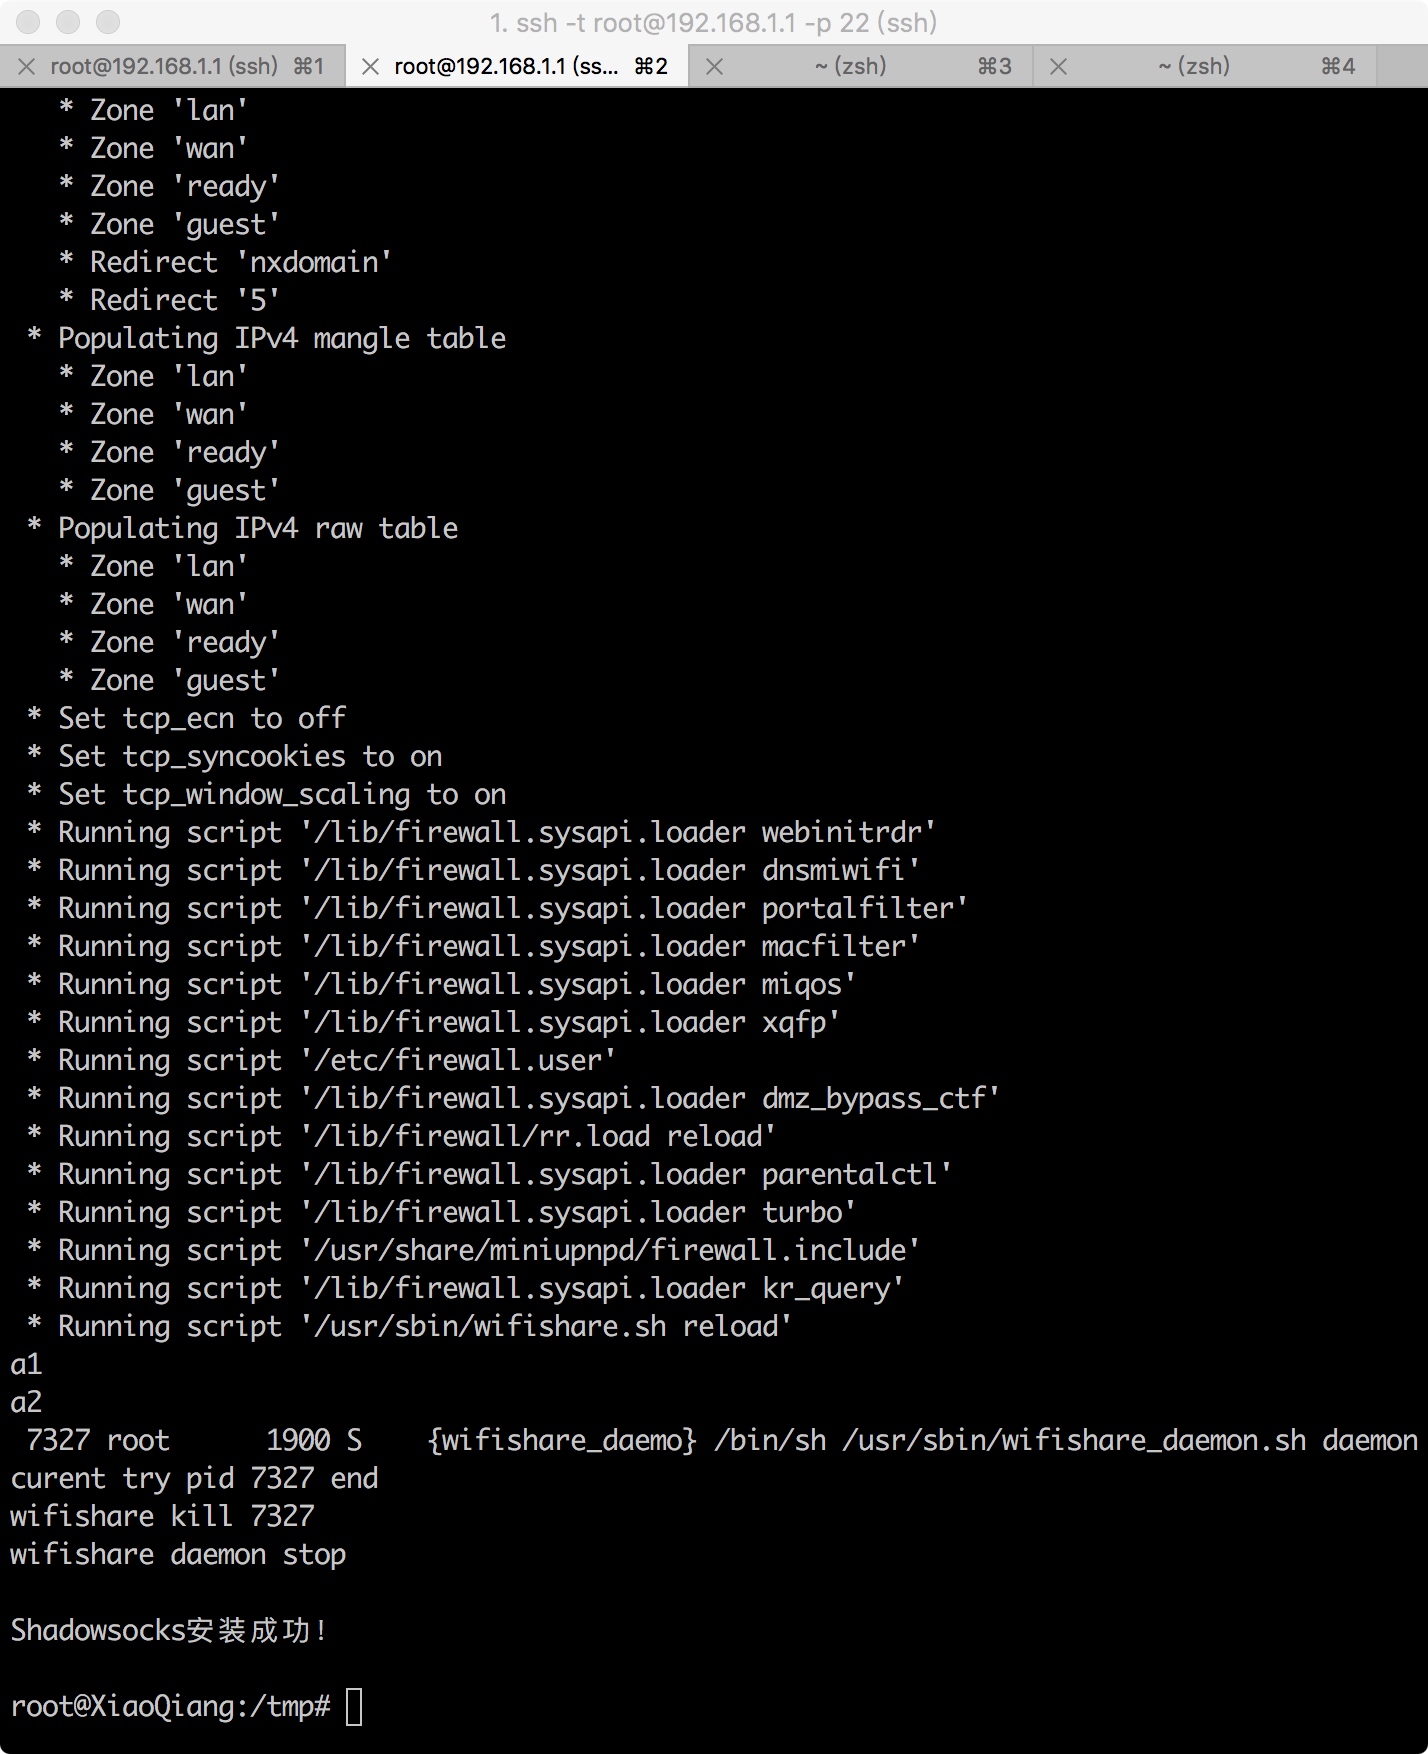 1. ssh -t root@192.168.1.1 -p 22 (ssh)
root@192.168.1.1 (ssh) ⌘1 root@192.168.1.1 (ss... ⌘2 ~ (zsh) ⌘3 ~ (zsh) ⌘4
* Zone 'lan'
* Zone 'wan'
* Zone 'ready'
* Zone 'guest'
* Redirect 'nxdomain'
* Redirect '5'
* Populating IPv4 mangle table
* Zone 'lan'
* Zone 'wan'
* Zone 'ready'
* Zone 'guest'
* Populating IPv4 raw table
* Zone 'lan'
* Zone 'wan'
* Zone 'ready'
* Zone 'guest'
* Set tcp_ecn to off
* Set tcp_syncookies to on
* Set tcp_window_scaling to on
* Running script '/lib/firewall.sysapi.loader webinitrdr'
* Running script '/lib/firewall.sysapi.loader dnsmiwifi'
* Running script '/lib/firewall.sysapi.loader portalfilter'
* Running script '/lib/firewall.sysapi.loader macfilter'
* Running script '/lib/firewall.sysapi.loader miqos'
* Running script '/lib/firewall.sysapi.loader xqfp'
* Running script '/etc/firewall.user'
* Running script '/lib/firewall.sysapi.loader dmz_bypass_ctf'
* Running script '/lib/firewall/rr.load reload'
* Running script '/lib/firewall.sysapi.loader parentalctl'
* Running script '/lib/firewall.sysapi.loader turbo'
* Running script '/usr/share/miniupnpd/firewall.include'
* Running script '/lib/firewall.sysapi.loader kr_query'
* Running script '/usr/sbin/wifishare.sh reload'
a1
a2
7327 root 1900 S {wifishare_daemo} /bin/sh /usr/sbin/wifishare_daemon.sh daemon
curent try pid 7327 end
wifishare kill 7327
wifishare daemon stop
Shadowsocks安装成功!
root@XiaoQiang:/tmp#